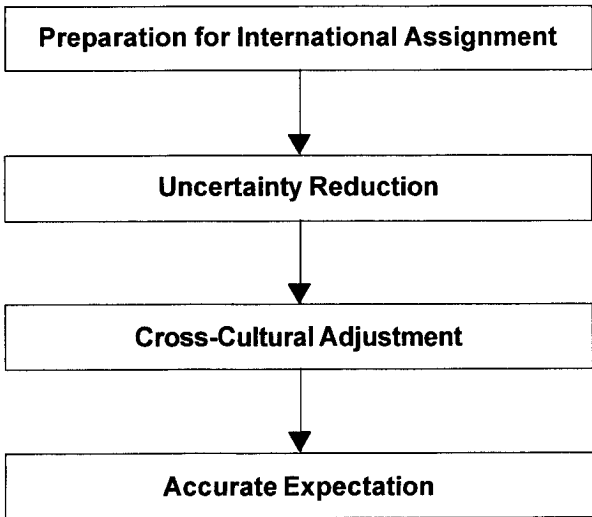 Preparation for International Assignment
Uncertainty Reduction
Cross-Cultural Adjustment
Accurate Expectation